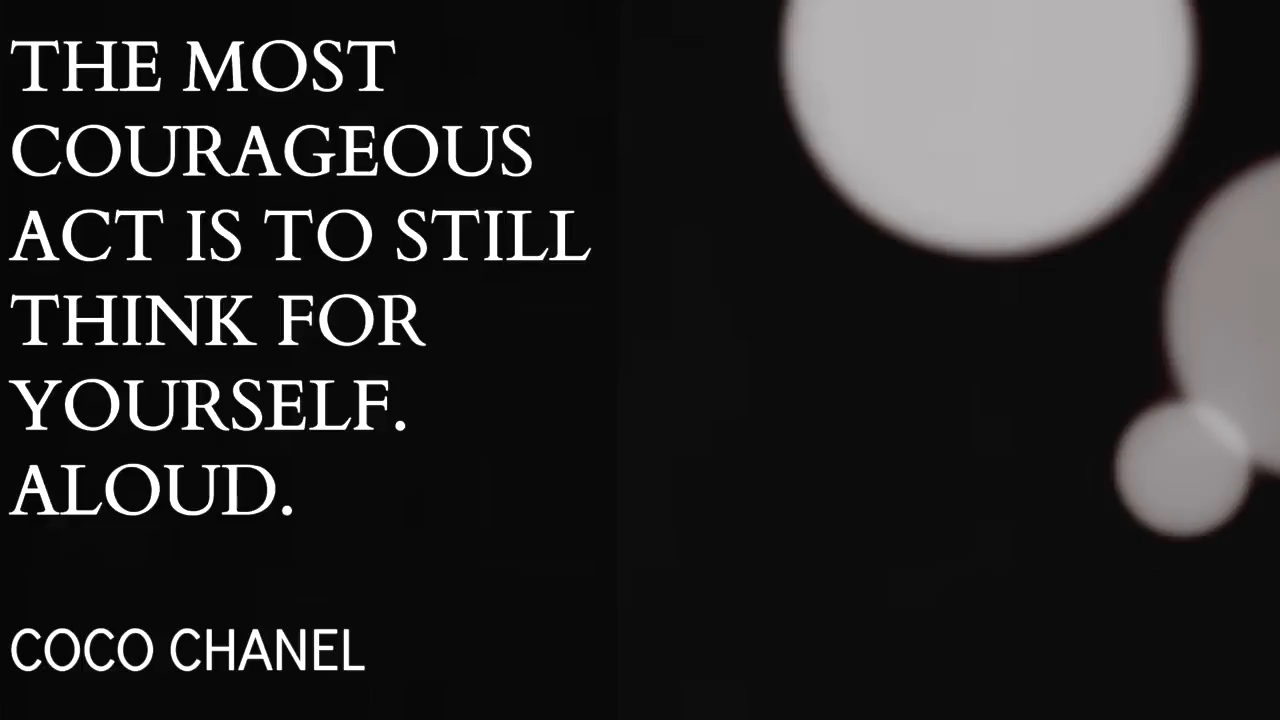 THE MOST
COURAGEOUS
ACT IS TO STILL
THINK FOR
YOURSELF.
ALOUD.
COCO CHANEL